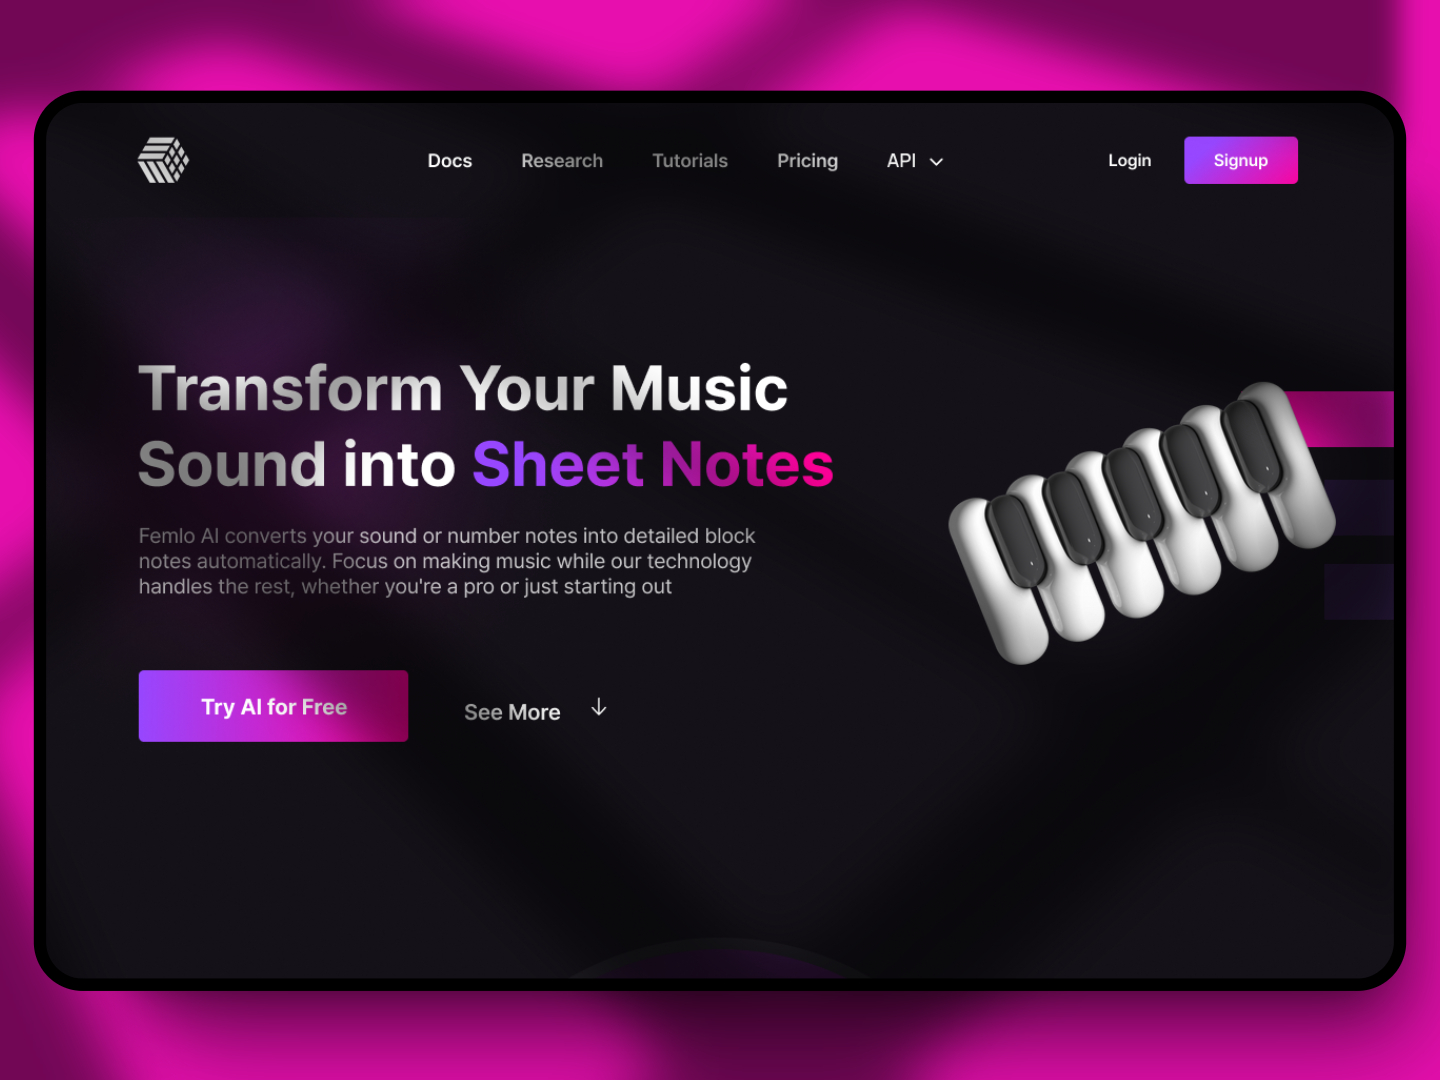 Docs Research Tutorials Pricing API Login Signup
Transform Your Music
Sound into Sheet Notes
Femlo AI converts your sound or number notes into detailed block
notes automatically. Focus on making music while our technology
handles the rest, whether you're a pro or just starting out
Try AI for Free See More